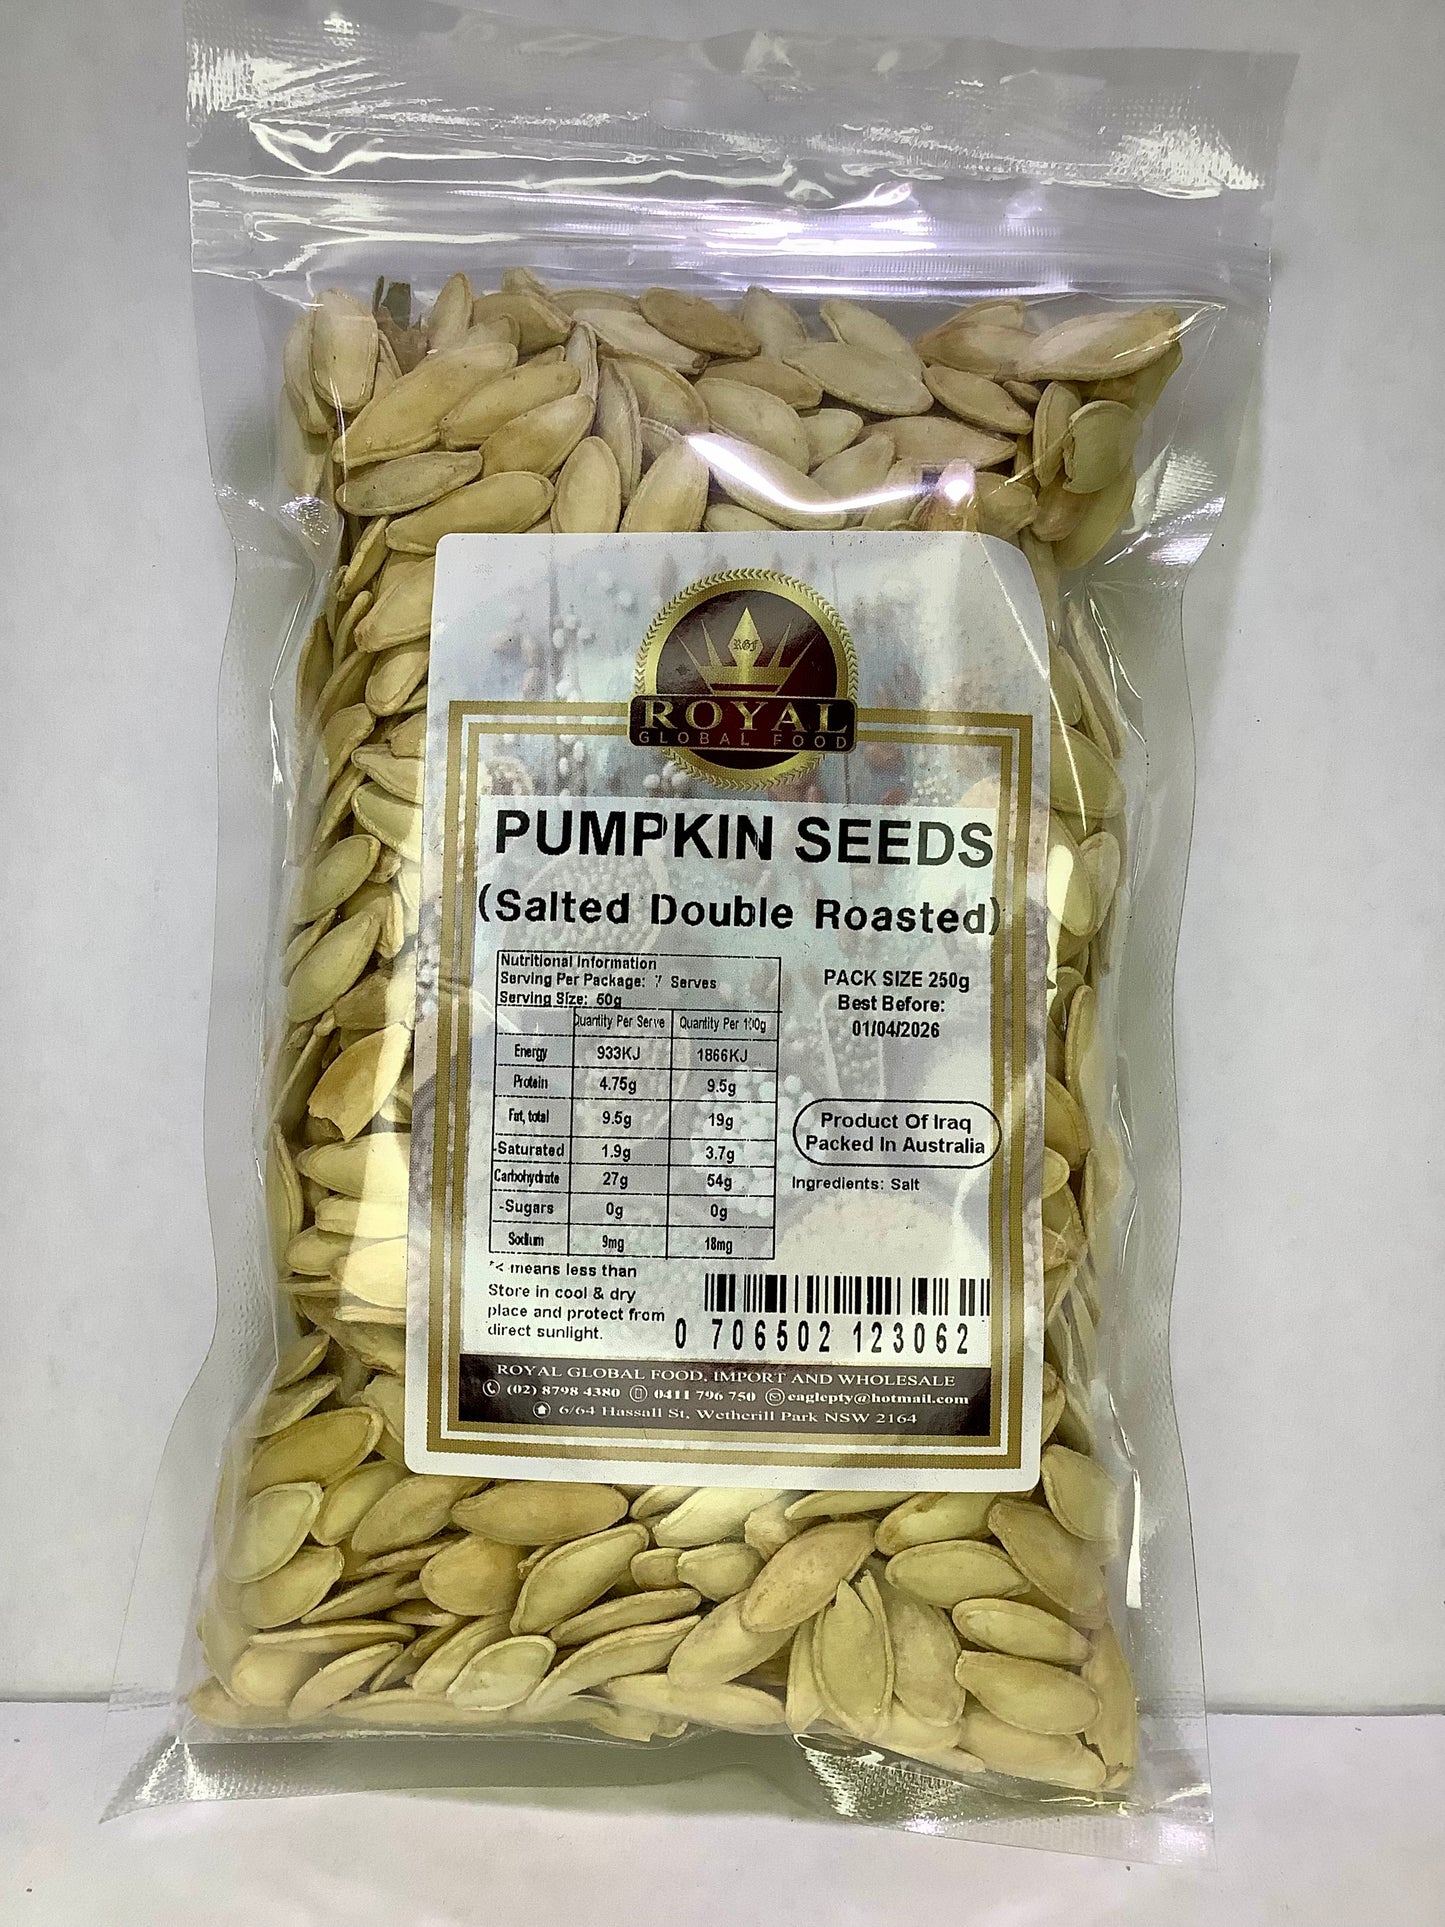 RGF
ROYAL
GLOBAL FOOD
PUMPKIN SEEDS
(Salted Double Roasted)
Nutritional Information
Serving Per Package: 7 Serves
Serving Size: 50g
Quantity Per Serve Quantity Per 100g
Energy 933KJ 1866KJ
Protein 4.75g 9.5g
Fat, total 9.5g 19g
-Saturated 1.9g 3.7g
Carbohydrate 27g 54g
-Sugars 0g 0g
Sodium 9mg 18mg
"< means less than
Store in cool & dry
place and protect from
direct sunlight.
PACK SIZE 250g
Best Before:
01/04/2026
Product Of Iraq
Packed In Australia
Ingredients: Salt
0 706502 123062
ROYAL GLOBAL FOOD, IMPORT AND WHOLESALE
(02) 8798 4380 0411 796 750 eaglepty@hotmail.com
6/64 Hassall St, Wetherill Park NSW 2164